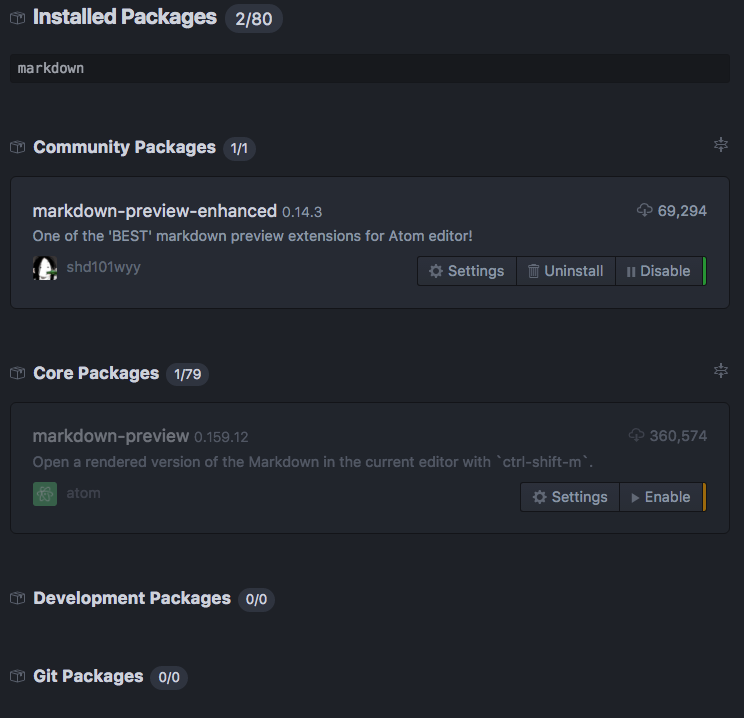 Installed Packages 2/80
markdown
Community Packages 1/1
markdown-preview-enhanced 0.14.3 69,294
One of the 'BEST' markdown preview extensions for Atom editor!
shd101wyy Settings Uninstall Disable
Core Packages 1/79
markdown-preview 0.159.12 360,574
Open a rendered version of the Markdown in the current editor with `ctrl-shift-m`.
atom Settings Enable
Development Packages 0/0
Git Packages 0/0